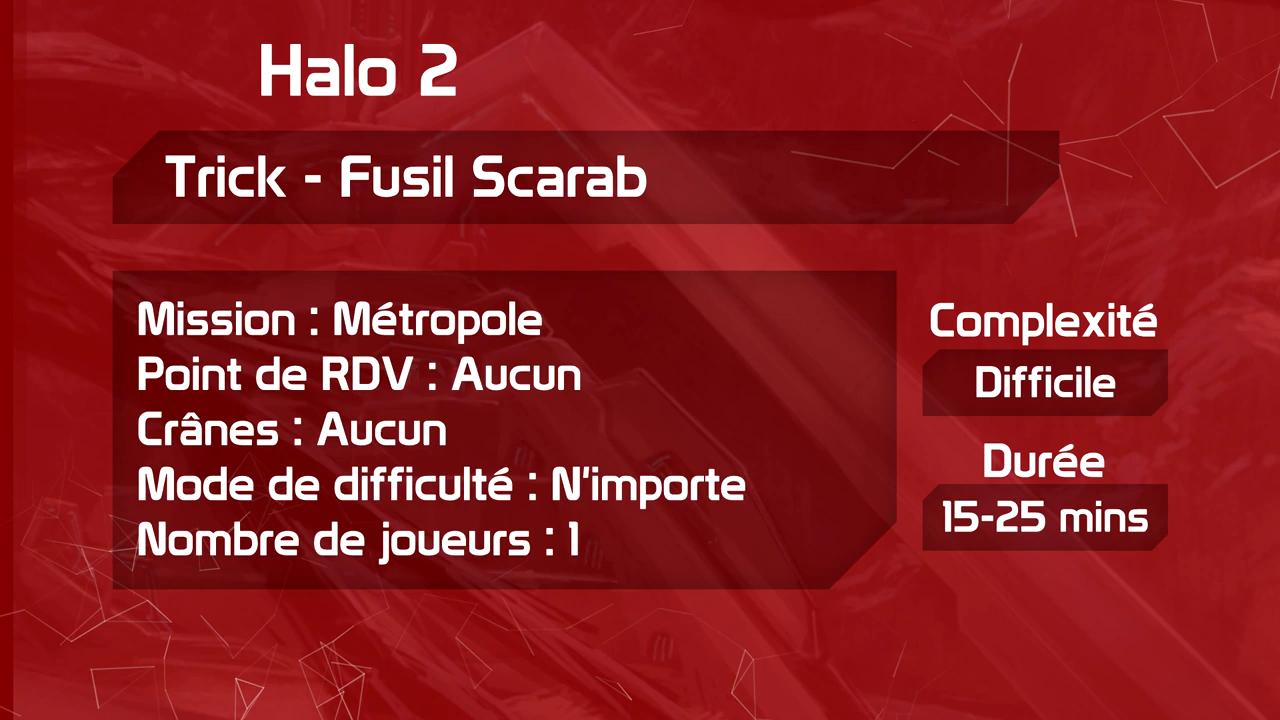 Halo 2
Trick - Fusil Scarab
Mission : Métropole
Point de RDV : Aucun
Crânes : Aucun
Mode de difficulté : N'importe
Nombre de joueurs : 1
Complexité
Difficile
Durée
15-25 mins